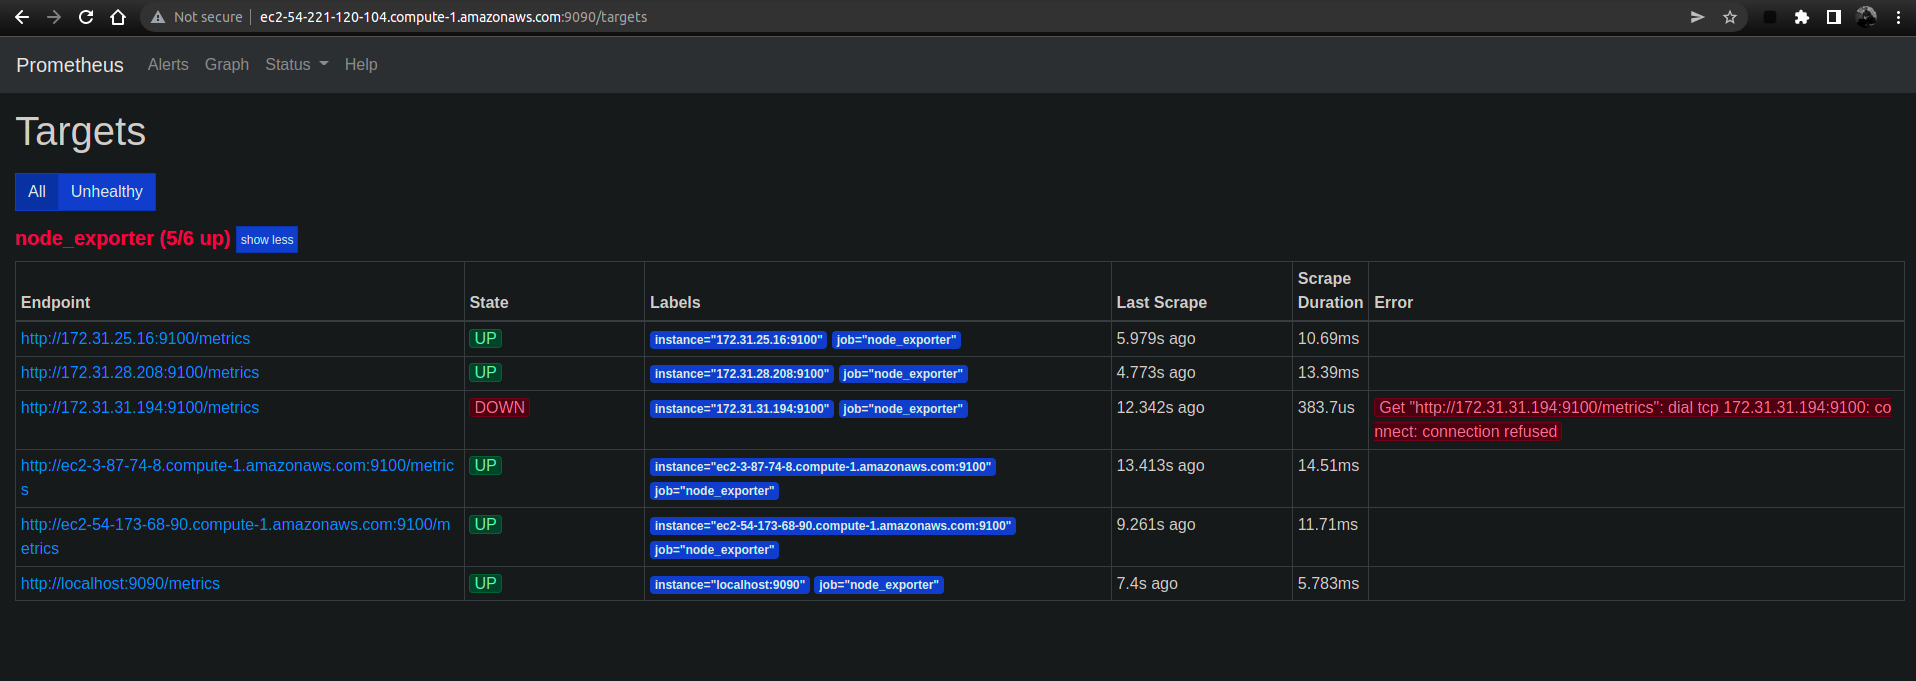 Not secure | ec2-54-221-120-104.compute-1.amazonaws.com:9090/targets
Prometheus Alerts Graph Status Help
Targets
All Unhealthy
node_exporter (5/6 up) show less
Endpoint State Labels Last Scrape Scrape Duration Error
http://172.31.25.16:9100/metrics UP instance="172.31.25.16:9100" job="node_exporter" 5.979s ago 10.69ms
http://172.31.28.208:9100/metrics UP instance="172.31.28.208:9100" job="node_exporter" 4.773s ago 13.39ms
http://172.31.31.194:9100/metrics DOWN instance="172.31.31.194:9100" job="node_exporter" 12.342s ago 383.7us Get "http://172.31.31.194:9100/metrics": dial tcp 172.31.31.194:9100: co
nnect: connection refused
http://ec2-3-87-74-8.compute-1.amazonaws.com:9100/metric UP instance="ec2-3-87-74-8.compute-1.amazonaws.com:9100" 13.413s ago 14.51ms
s job="node_exporter"
http://ec2-54-173-68-90.compute-1.amazonaws.com:9100/m UP instance="ec2-54-173-68-90.compute-1.amazonaws.com:9100" 9.261s ago 11.71ms
etrics job="node_exporter"
http://localhost:9090/metrics UP instance="localhost:9090" job="node_exporter" 7.4s ago 5.783ms